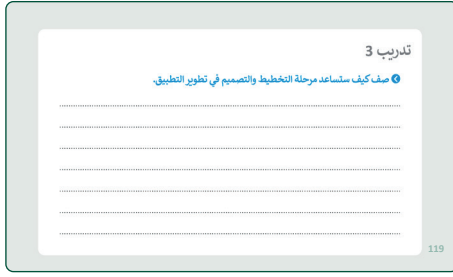 تدريب 3
صف كيف ستساعد مرحلة التخطيط والتصميم في تطوير التطبيق.
119